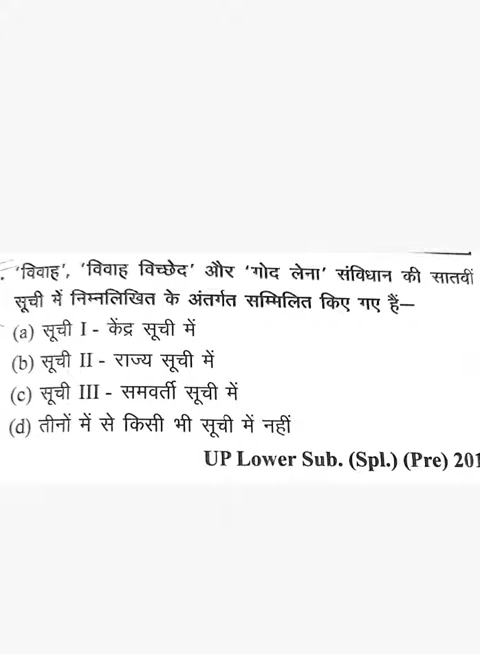 'विवाह', 'विवाह विच्छेद' और 'गोद लेना' संविधान की सातवीं
सूची में निम्नलिखित के अंतर्गत सम्मिलित किए गए हैं—
(a) सूची I - केंद्र सूची में
(b) सूची II - राज्य सूची में
(c) सूची III - समवर्ती सूची में
(d) तीनों में से किसी भी सूची में नहीं
UP Lower Sub. (Spl.) (Pre)